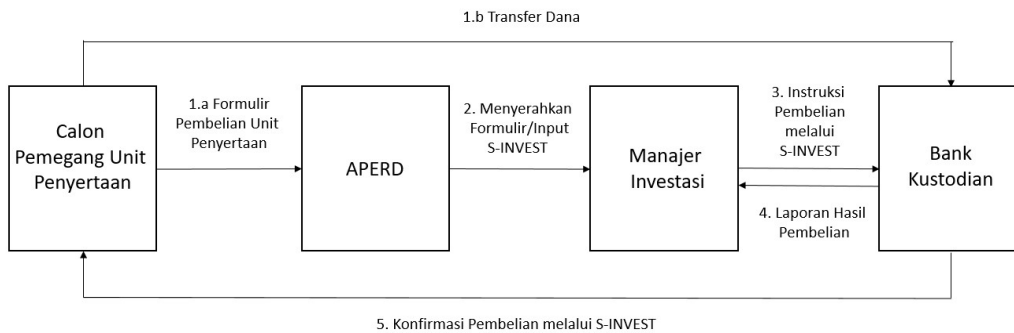 1.b Transfer Dana
Calon
Pemegang Unit
Penyertaan
1.a Formulir
Pembelian Unit
Penyertaan
APERD
2. Menyerahkan
Formulir/Input
S-INVEST
Manajer
Investasi
3. Instruksi
Pembelian
melalui
S-INVEST
4. Laporan Hasil
Pembelian
Bank
Kustodian
5. Konfirmasi Pembelian melalui S-INVEST